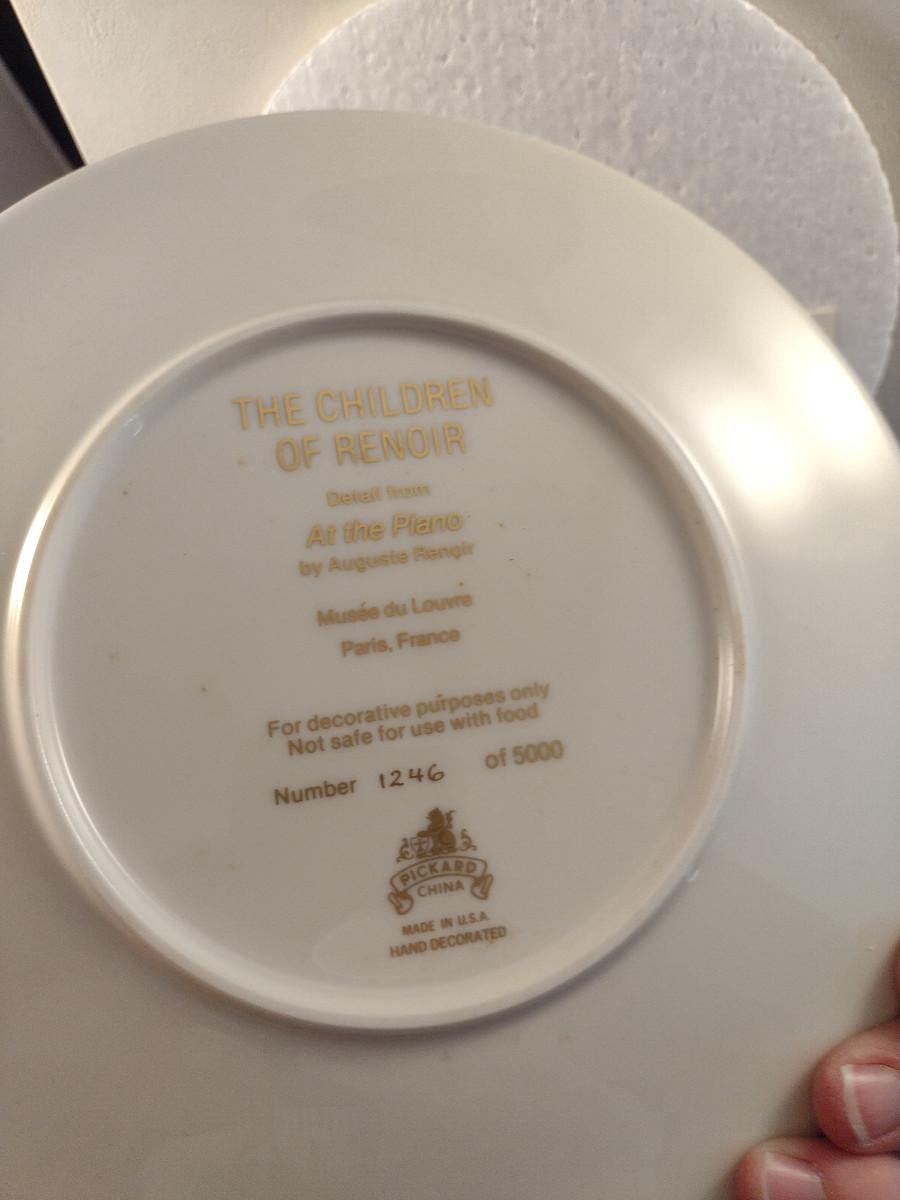 THE CHILDREN
OF RENOIR
Detail from
At the Piano
by Auguste Renoir
Musée du Louvre
Paris, France
For decorative purposes only
Not safe for use with food
Number 1246 of 5000
PICKARD
CHINA
MADE IN U.S.A.
HAND DECORATED